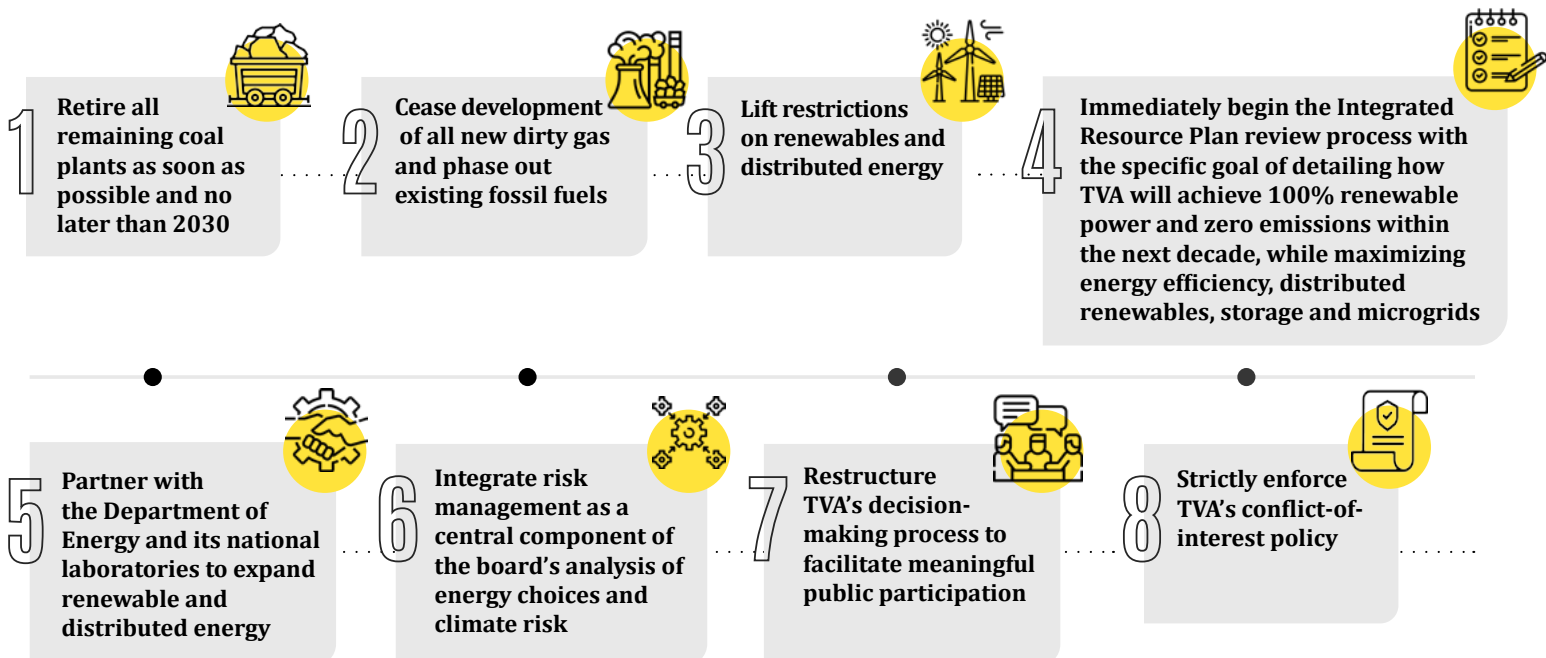 1
Retire all
remaining coal
plants as soon as
possible and no
later than 2030
2
Cease development
of all new dirty gas
and phase out
existing fossil fuels
3
Lift restrictions
on renewables and
distributed energy
4
Immediately begin the Integrated
Resource Plan review process with
the specific goal of detailing how
TVA will achieve 100% renewable
power and zero emissions within
the next decade, while maximizing
energy efficiency, distributed
renewables, storage and microgrids
5
Partner with
the Department of
Energy and its national
laboratories to expand
renewable and
distributed energy
6
Integrate risk
management as a
central component of
the board's analysis of
energy choices and
climate risk
7
Restructure
TVA's decision-
making process to
facilitate meaningful
public participation
8
Strictly enforce
TVA's conflict-of-
interest policy